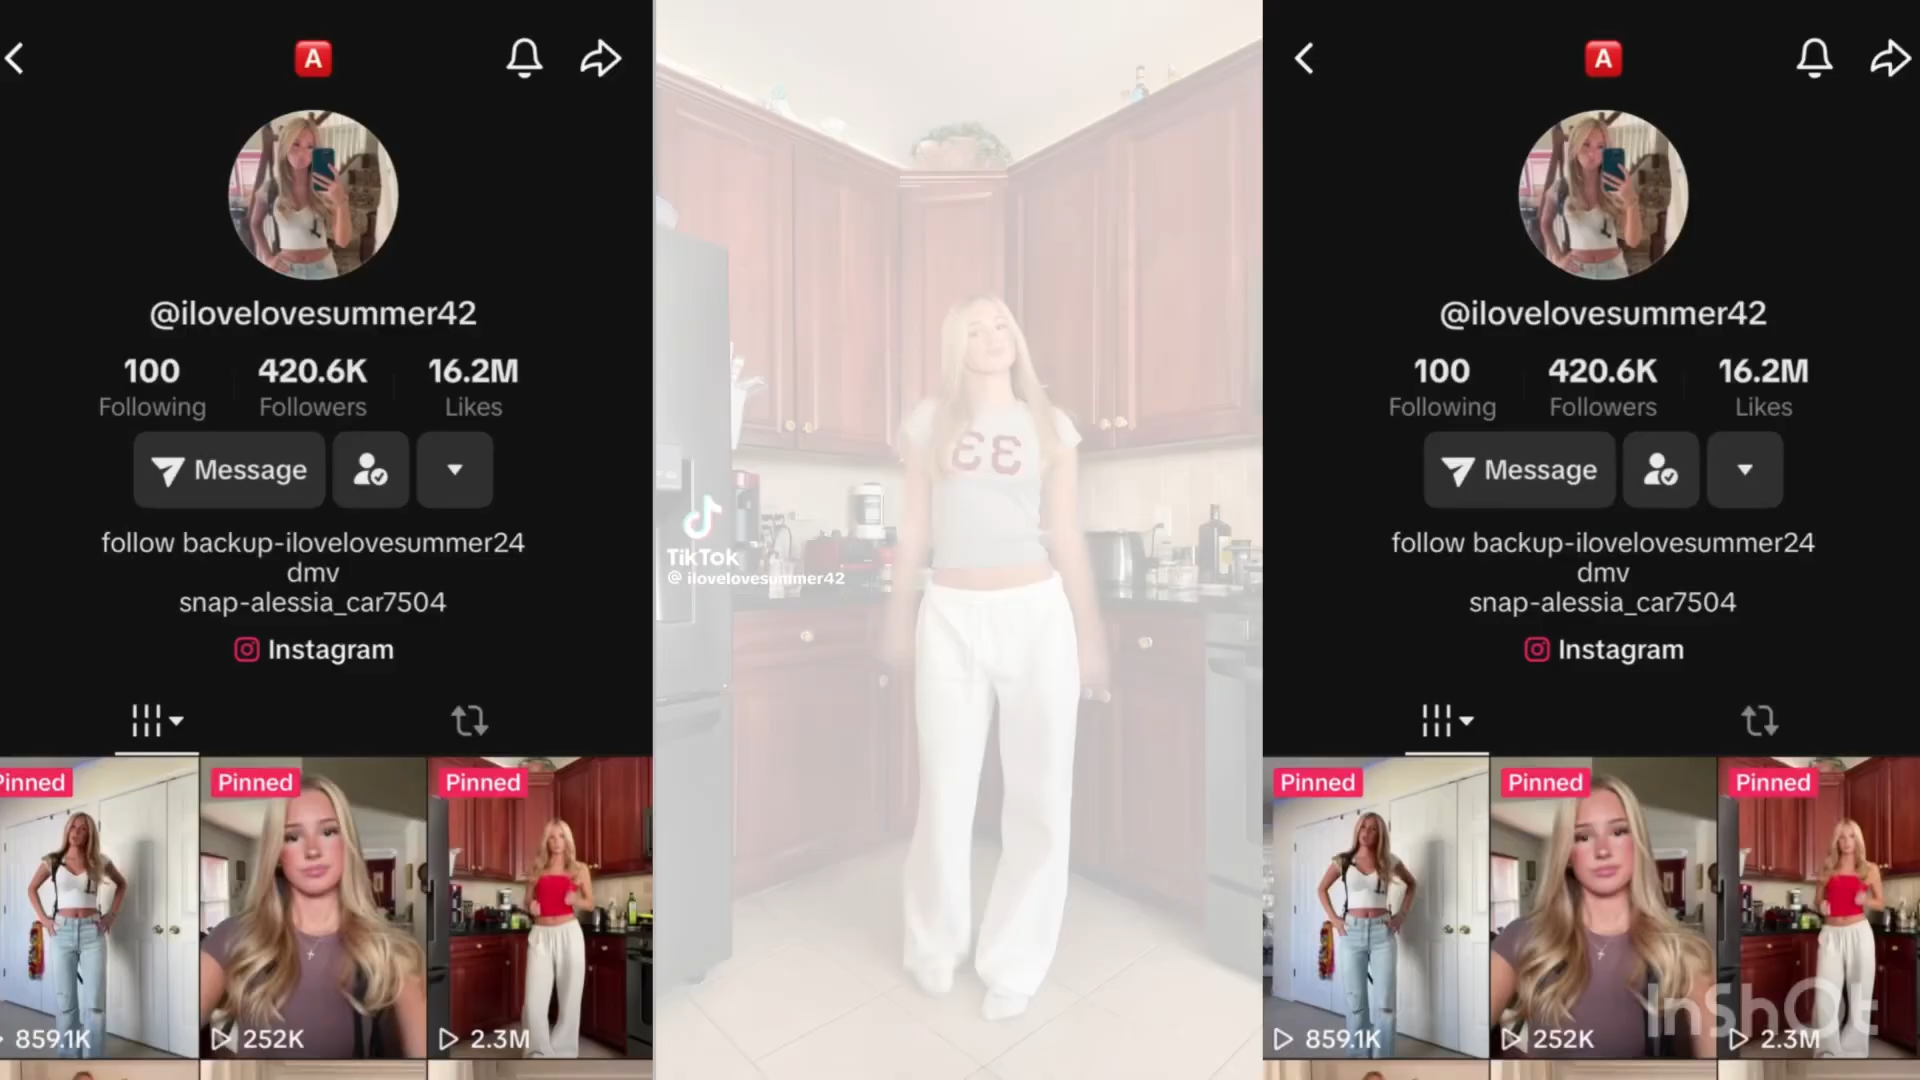 A
@ilovelovesummer42
100 420.6K 16.2M
Following Followers Likes
Message
follow backup-ilovelovesummer24
dmv
snap-alessia_car7504
Instagram
Pinned Pinned Pinned
859.1K 252K 2.3M
33
TikTok
@ ilovelovesummer42
A
@ilovelovesummer42
100 420.6K 16.2M
Following Followers Likes
Message
follow backup-ilovelovesummer24
dmv
snap-alessia_car7504
Instagram
Pinned Pinned Pinned
859.1K 252K 2.3M
InShOt